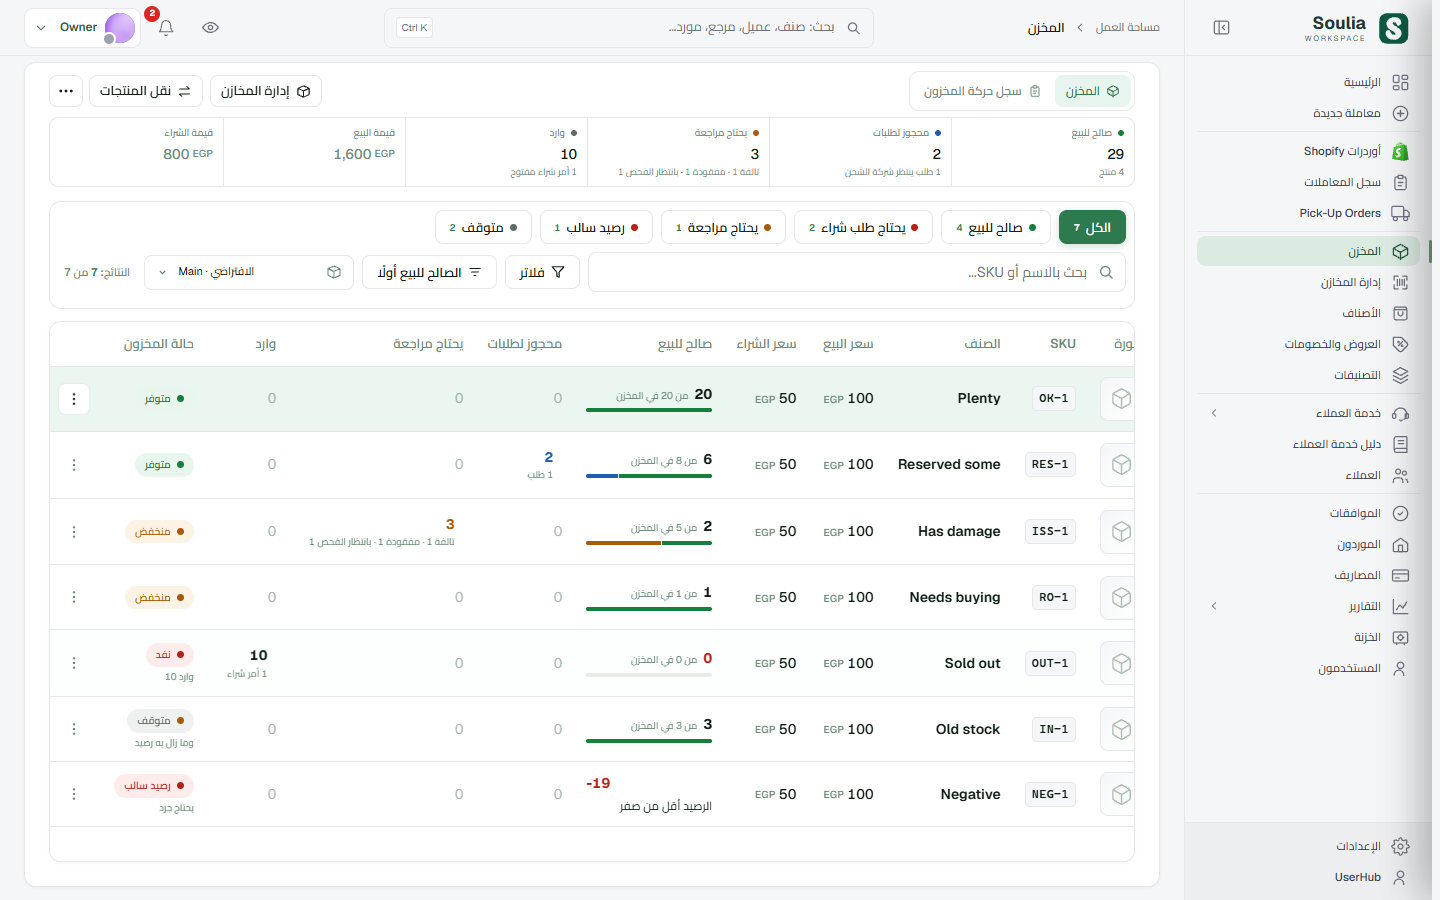 Soulia
WORKSPACE
الرئيسية
معاملة جديدة
أوردرات Shopify
سجل المعاملات
Pick-Up Orders
المخزن
إدارة المخازن
الأصناف
العروض والخصومات
التصنيفات
خدمة العملاء
دليل خدمة العملاء
العملاء
الموافقات
الموردون
المصاريف
التقارير
الخزنة
المستخدمون
الإعدادات
UserHub
مساحة العمل
المخزن
بحث: صنف، عميل، مرجع، مورد...
Ctrl K
2
Owner
المخزن
سجل حركة المخزون
إدارة المخازن
نقل المنتجات
صالح للبيع
29
4 منتج
محجوز لطلبات
2
1 طلب ينتظر شركة الشحن
يحتاج مراجعة
3
تالفة 1 · مفقودة 1 · بانتظار الفحص 1
وارد
10
1 أمر شراء مفتوح
قيمة البيع
1,600 EGP
قيمة الشراء
800 EGP
الكل 7
صالح للبيع 4
يحتاج طلب شراء 2
يحتاج مراجعة 1
رصيد سالب 1
متوقف 2
بحث بالاسم أو SKU...
فلاتر
الصالح للبيع أولًا
الافتراضي · Main
النتائج: 7 من 7
ورة SKU الصنف سعر البيع سعر الشراء صالح للبيع محجوز لطلبات يحتاج مراجعة وارد حالة المخزون
OK-1 Plenty EGP 100 EGP 50 20 من 20 في المخزن 0 0 0 متوفر
RES-1 Reserved some EGP 100 EGP 50 6 من 8 في المخزن 2 0 0 متوفر
1 طلب
ISS-1 Has damage EGP 100 EGP 50 2 من 5 في المخزن 0 3 0 منخفض
تالفة 1 · مفقودة 1 · بانتظار الفحص 1
RO-1 Needs buying EGP 100 EGP 50 1 من 1 في المخزن 0 0 0 منخفض
OUT-1 Sold out EGP 100 EGP 50 0 من 0 في المخزن 0 0 10 نفد
1 أمر شراء
وارد 10
IN-1 Old stock EGP 100 EGP 50 3 من 3 في المخزن 0 0 0 متوقف
وما زال به رصيد
NEG-1 Negative EGP 100 EGP 50 -19 0 0 0 رصيد سالب
الرصيد أقل من صفر
يحتاج جرد